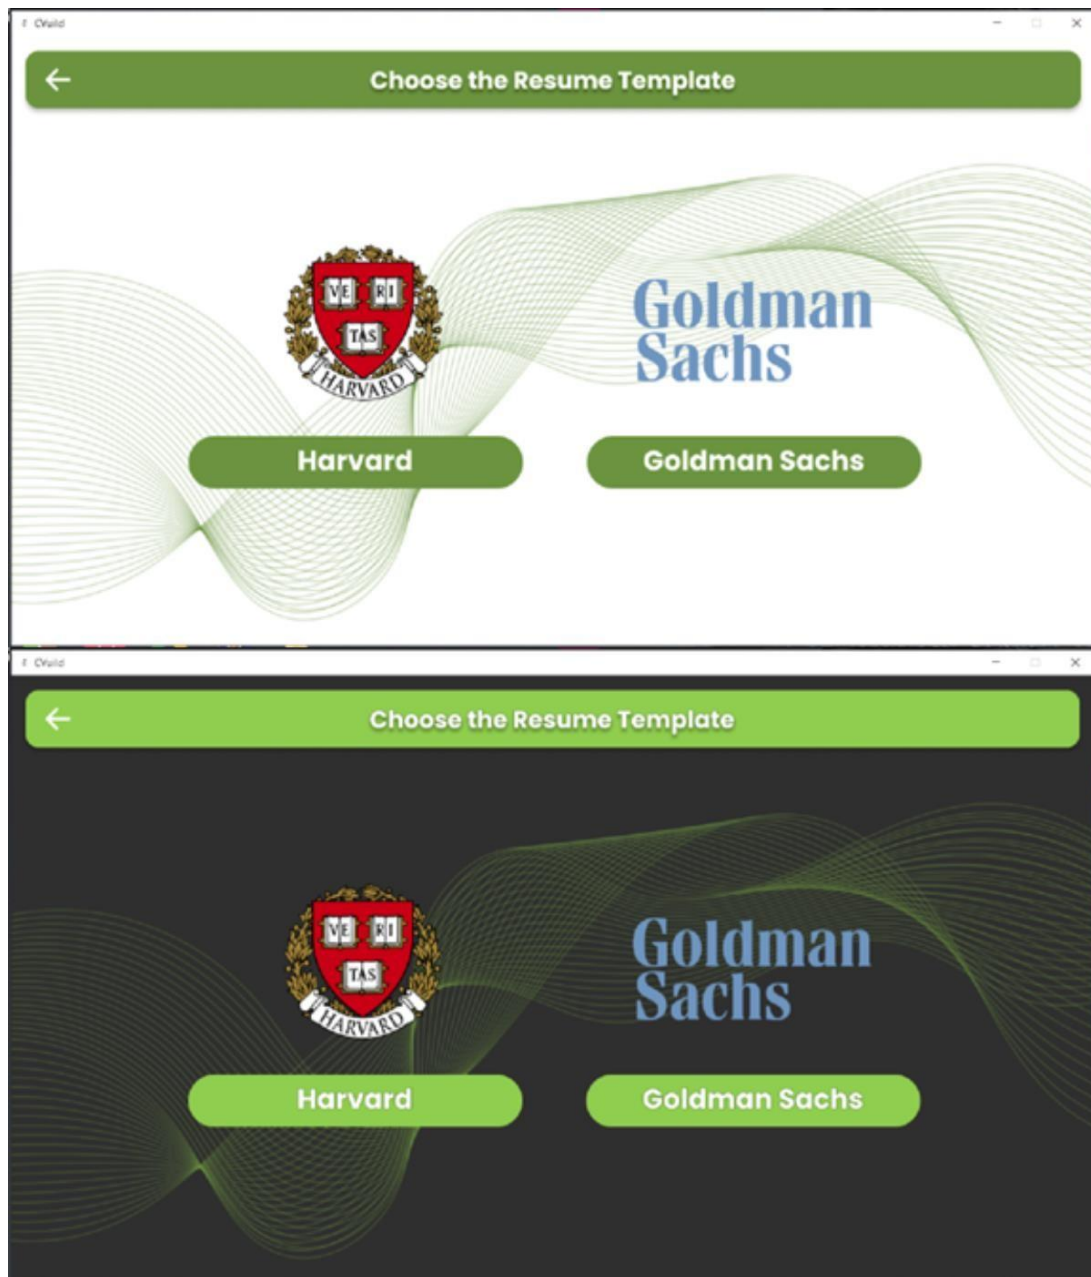 CVuild
Choose the Resume Template
VE RI
TAS
HARVARD
Goldman
Sachs
Harvard
Goldman Sachs
CVuild
Choose the Resume Template
VE RI
TAS
HARVARD
Goldman
Sachs
Harvard
Goldman Sachs